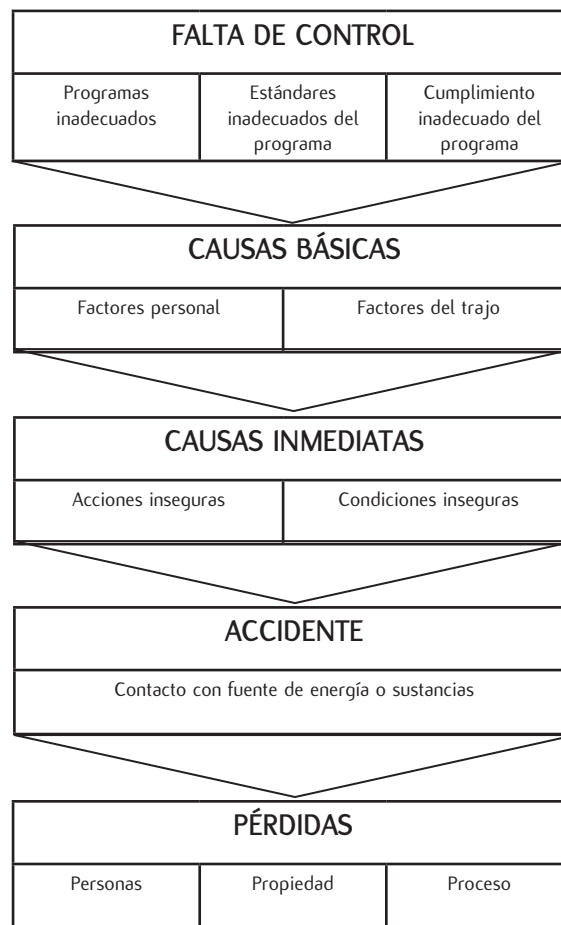 FALTA DE CONTROL
Programas
inadecuados
Estándares
inadecuados del
programa
Cumplimiento
inadecuado del
programa
CAUSAS BÁSICAS
Factores personal
Factores del trajo
CAUSAS INMEDIATAS
Acciones inseguras
Condiciones inseguras
ACCIDENTE
Contacto con fuente de energía o sustancias
PÉRDIDAS
Personas
Propiedad
Proceso